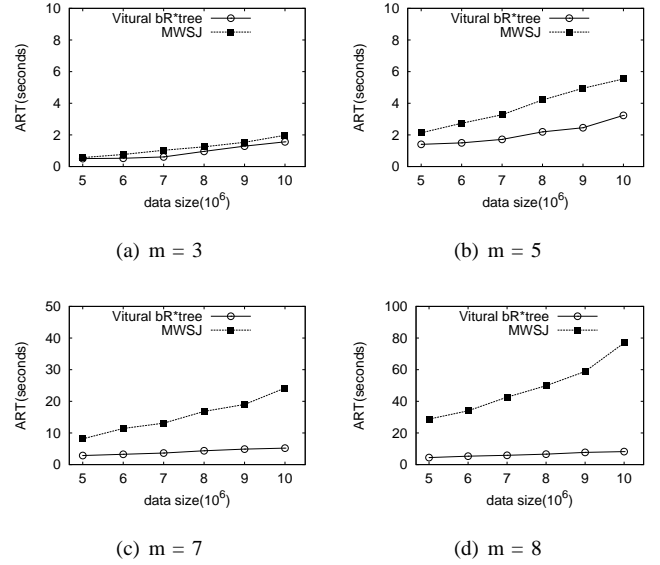 10
8
6
4
2
0
ART(seconds)
Vitural bR*tree
MWSJ
5 6 7 8 9 10
data size(10^6)
(a) m = 3
10
8
6
4
2
0
ART(seconds)
Vitural bR*tree
MWSJ
5 6 7 8 9 10
data size(10^6)
(b) m = 5
50
40
30
20
10
0
ART(seconds)
Vitural bR*tree
MWSJ
5 6 7 8 9 10
data size(10^6)
(c) m = 7
100
80
60
40
20
0
ART(seconds)
Vitural bR*tree
MWSJ
5 6 7 8 9 10
data size(10^6)
(d) m = 8